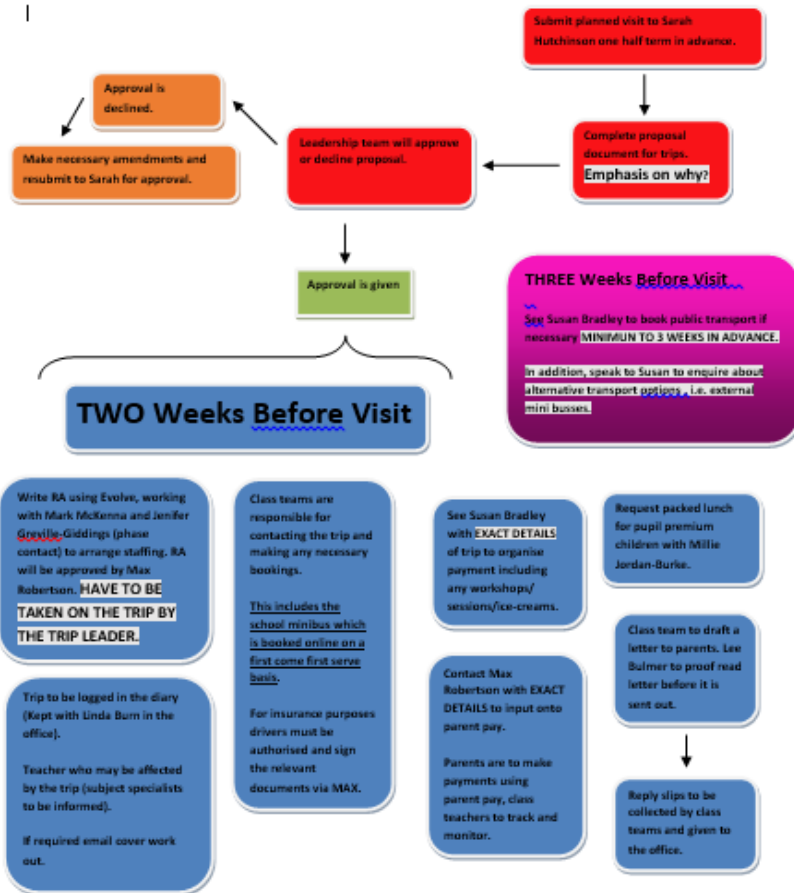 Submit planned visit to Sarah
Hutchinson one half term in advance.
Complete proposal
document for trips.
Emphasis on why?
Leadership team will approve
or decline proposal.
Approval is
declined.
Make necessary amendments and
resubmit to Sarah for approval.
Approval is given
THREE Weeks Before Visit
See Susan Bradley to book public transport if
necessary MINIMUN TO 3 WEEKS IN ADVANCE.
In addition, speak to Susan to enquire about
alternative transport options , i.e. external
mini busses.
TWO Weeks Before Visit
Write RA using Evolve, working
with Mark McKenna and Jenifer
Greville-Giddings (phase
contact) to arrange staffing. RA
will be approved by Max
Robertson. HAVE TO BE
TAKEN ON THE TRIP BY
THE TRIP LEADER.
Trip to be logged in the diary
(Kept with Linda Burn in the
office).
Teacher who may be affected
by the trip (subject specialists
to be informed).
If required email cover work
out.
Class teams are
responsible for
contacting the trip and
making any necessary
bookings.
This includes the
school minibus which
is booked online on a
first come first serve
basis.
For insurance purposes
drivers must be
authorised and sign
the relevant
documents via MAX.
See Susan Bradley
with EXACT DETAILS
of trip to organise
payment including
any workshops/
sessions/ice-creams.
Contact Max
Robertson with EXACT
DETAILS to input onto
parent pay.
Parents are to make
payments using
parent pay, class
teachers to track and
monitor.
Request packed lunch
for pupil premium
children with Millie
Jordan-Burke.
Class team to draft a
letter to parents. Lee
Bulmer to proof read
letter before it is
sent out.
Reply slips to be
collected by class
teams and given to
the office.